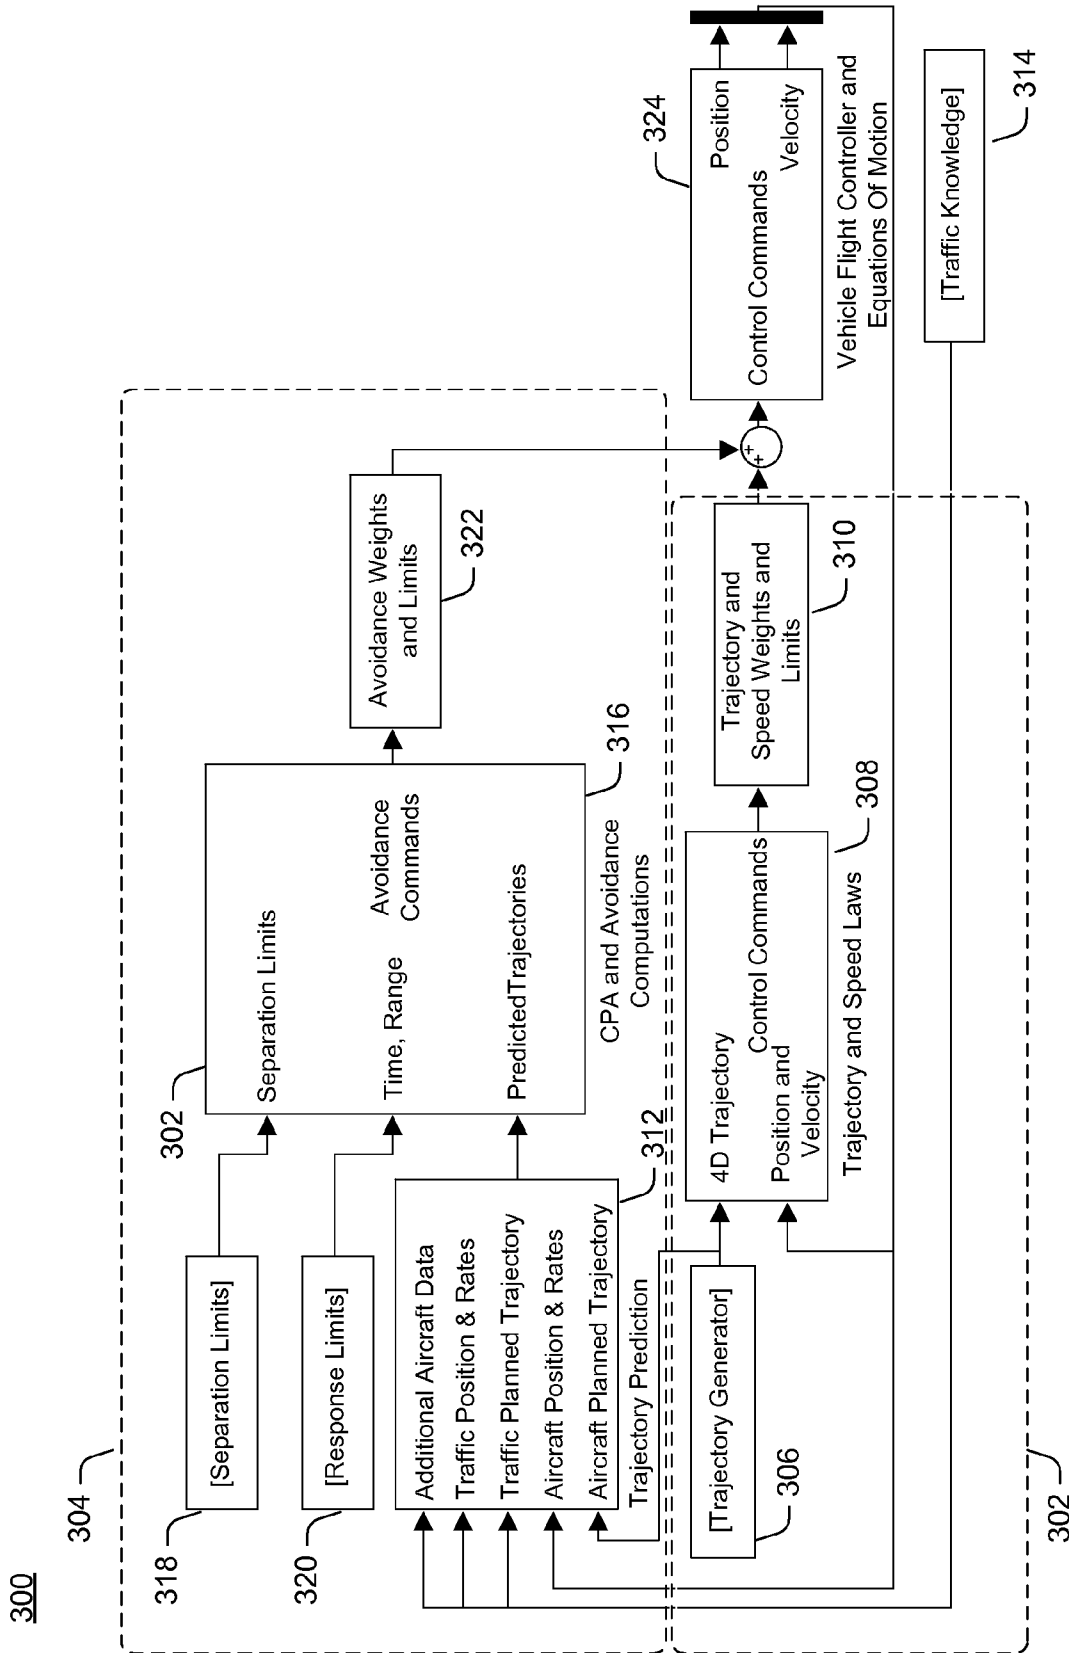 300
304
318
[Separation Limits]
320
[Response Limits]
302
Separation Limits
Time, Range
Avoidance
Commands
PredictedTrajectories
316
CPA and Avoidance
Computations
Avoidance Weights
and Limits
322
Additional Aircraft Data
Traffic Position & Rates
Traffic Planned Trajectory
Aircraft Position & Rates
Aircraft Planned Trajectory
312
Trajectory Prediction
[Trajectory Generator]
306
4D Trajectory
Control Commands
Position and
Velocity
308
Trajectory and Speed Laws
Trajectory and
Speed Weights and
Limits
310
+
+
324
Position
Control Commands
Velocity
Vehicle Flight Controller and
Equations Of Motion
[Traffic Knowledge]
314
302